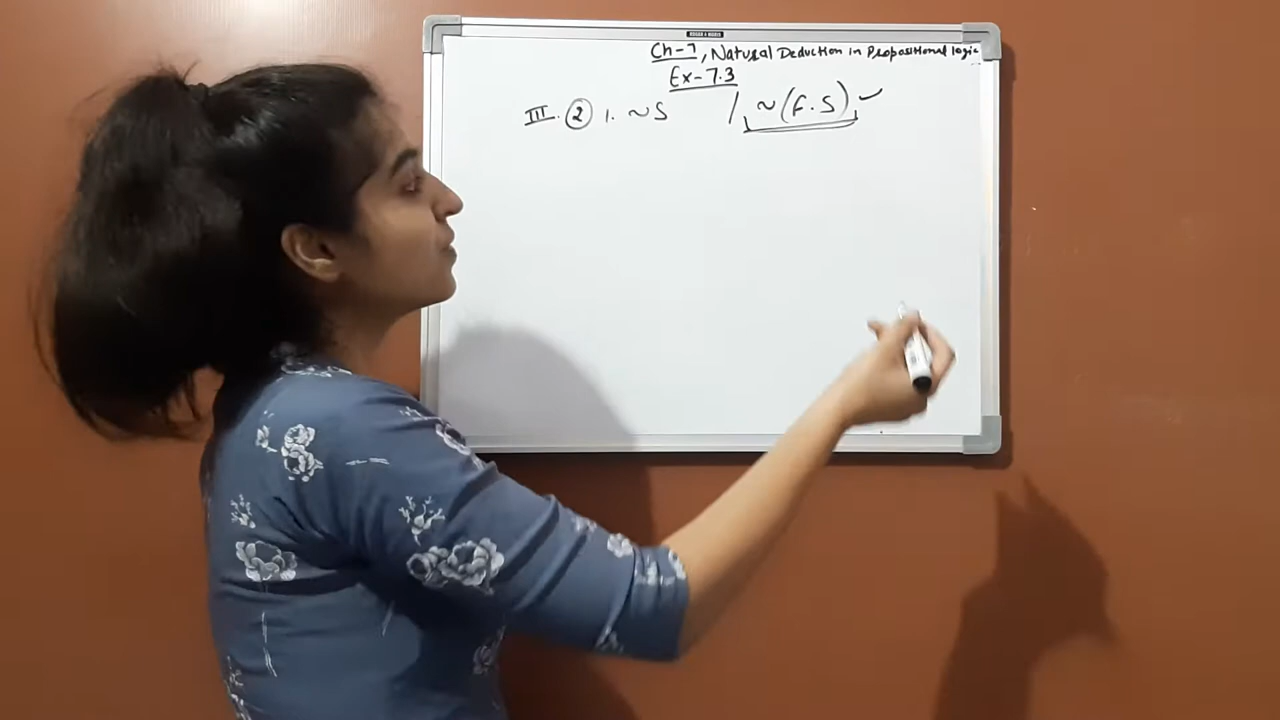 Ch-7, Natural Deduction in Propositional logic
Ex-7.3
III. ② 1. ~S / ~(F.S) ✓